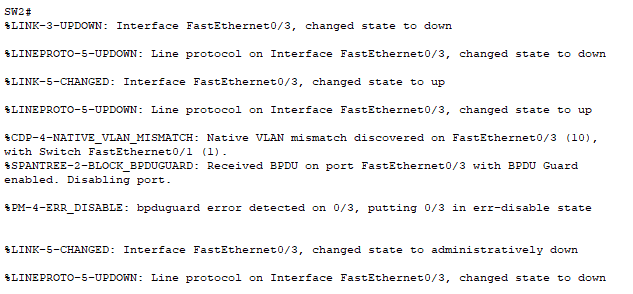 SW2#
%LINK-3-UPDOWN: Interface FastEthernet0/3, changed state to down
%LINEPROTO-5-UPDOWN: Line protocol on Interface FastEthernet0/3, changed state to down
%LINK-5-CHANGED: Interface FastEthernet0/3, changed state to up
%LINEPROTO-5-UPDOWN: Line protocol on Interface FastEthernet0/3, changed state to up
%CDP-4-NATIVE_VLAN_MISMATCH: Native VLAN mismatch discovered on FastEthernet0/3 (10),
with Switch FastEthernet0/1 (1).
%SPANTREE-2-BLOCK_BPDUGUARD: Received BPDU on port FastEthernet0/3 with BPDU Guard
enabled. Disabling port.
%PM-4-ERR_DISABLE: bpduguard error detected on 0/3, putting 0/3 in err-disable state
%LINK-5-CHANGED: Interface FastEthernet0/3, changed state to administratively down
%LINEPROTO-5-UPDOWN: Line protocol on Interface FastEthernet0/3, changed state to down